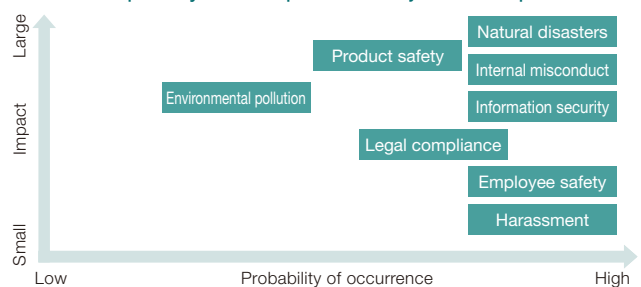 Large
Natural disasters
Product safety
Internal misconduct
Environmental pollution
Information security
Impact
Legal compliance
Employee safety
Harassment
Small
Low
Probability of occurrence
High